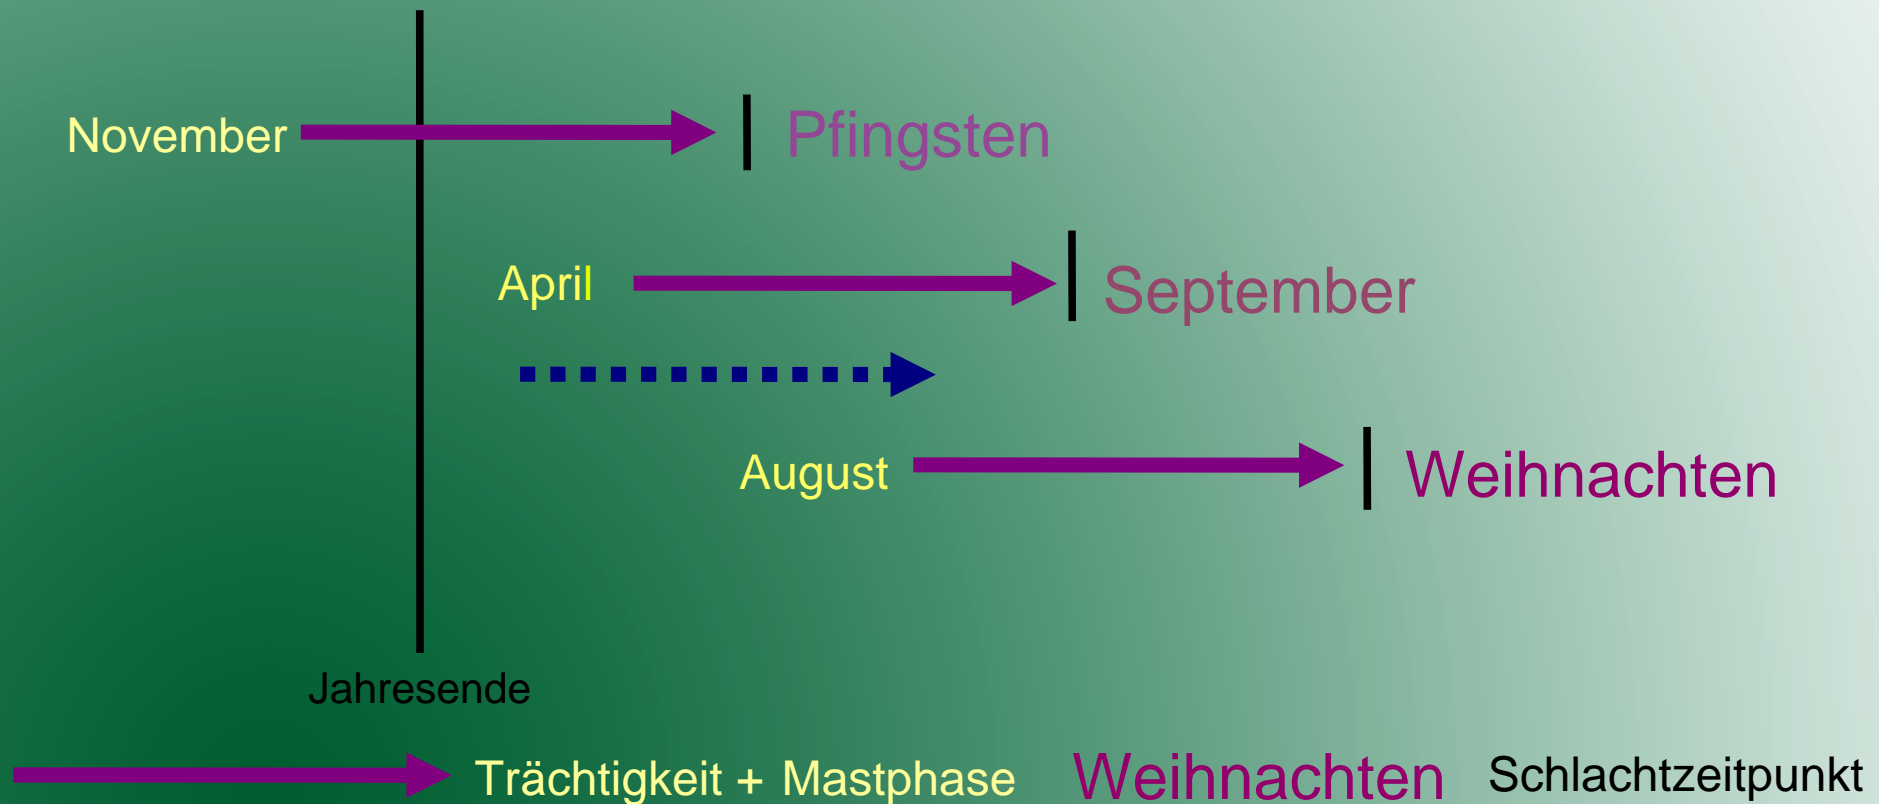 November Pfingsten
April September
August Weihnachten
Jahresende
Trächtigkeit + Mastphase Weihnachten Schlachtzeitpunkt